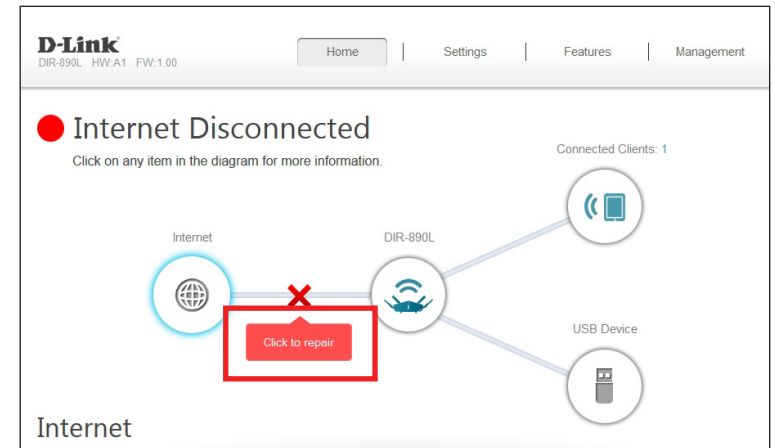 D-Link
DIR-890L HW:A1 FW:1.00
Home
Settings
Features
Management
Internet Disconnected
Click on any item in the diagram for more information.
Connected Clients: 1
Internet
DIR-890L
Click to repair
USB Device
Internet